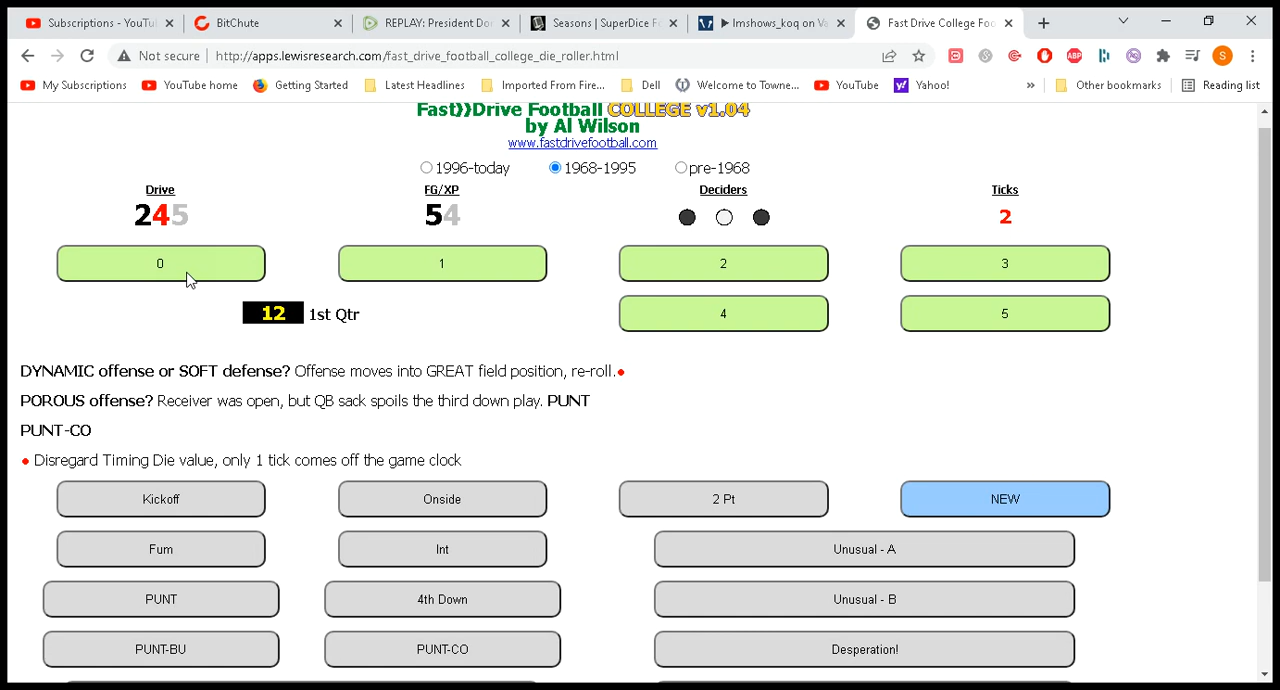 Subscriptions - YouTu
BitChute
REPLAY: President Do
Seasons | SuperDice F
Imshows_koq on Va
Fast Drive College Foo
Not secure
http://apps.lewisresearch.com/fast_drive_football_college_die_roller.html
ABP
S
My Subscriptions
YouTube home
Getting Started
Latest Headlines
Imported From Fire...
Dell
Welcome to Towne...
YouTube
Yahoo!
»
Other bookmarks
Reading list
Fast}}Drive Football COLLEGE v1.04
by Al Wilson
www.fastdrivefootball.com
1996-today
1968-1995
pre-1968
Drive
FG/XP
Deciders
Ticks
245
54
2
0
1
2
3
12 1st Qtr
4
5
DYNAMIC offense or SOFT defense? Offense moves into GREAT field position, re-roll.●
POROUS offense? Receiver was open, but QB sack spoils the third down play. PUNT
PUNT-CO
● Disregard Timing Die value, only 1 tick comes off the game clock
Kickoff
Onside
2 Pt
NEW
Fum
Int
Unusual - A
PUNT
4th Down
Unusual - B
PUNT-BU
PUNT-CO
Desperation!